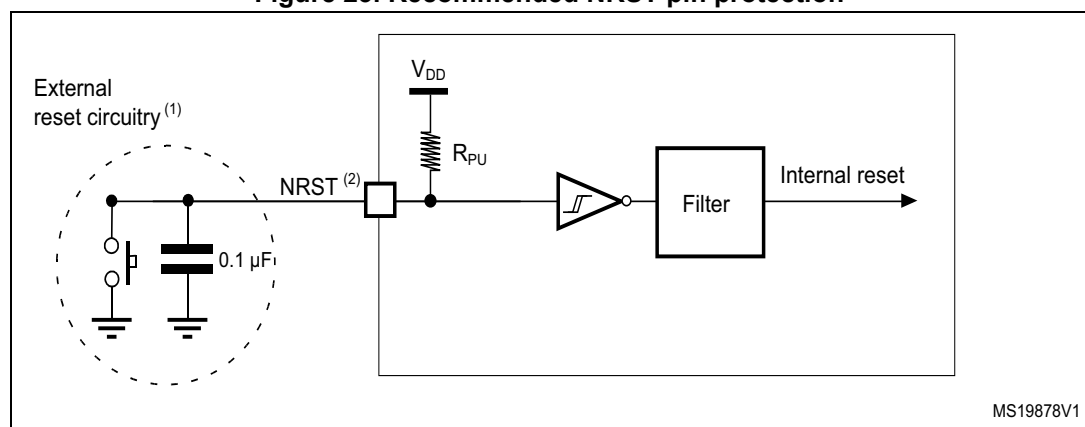 Figure 23. Recommended NRST pin protection
External
reset circuitry (1)
VDD
RPU
NRST (2)
0.1 µF
Filter
Internal reset
MS19878V1